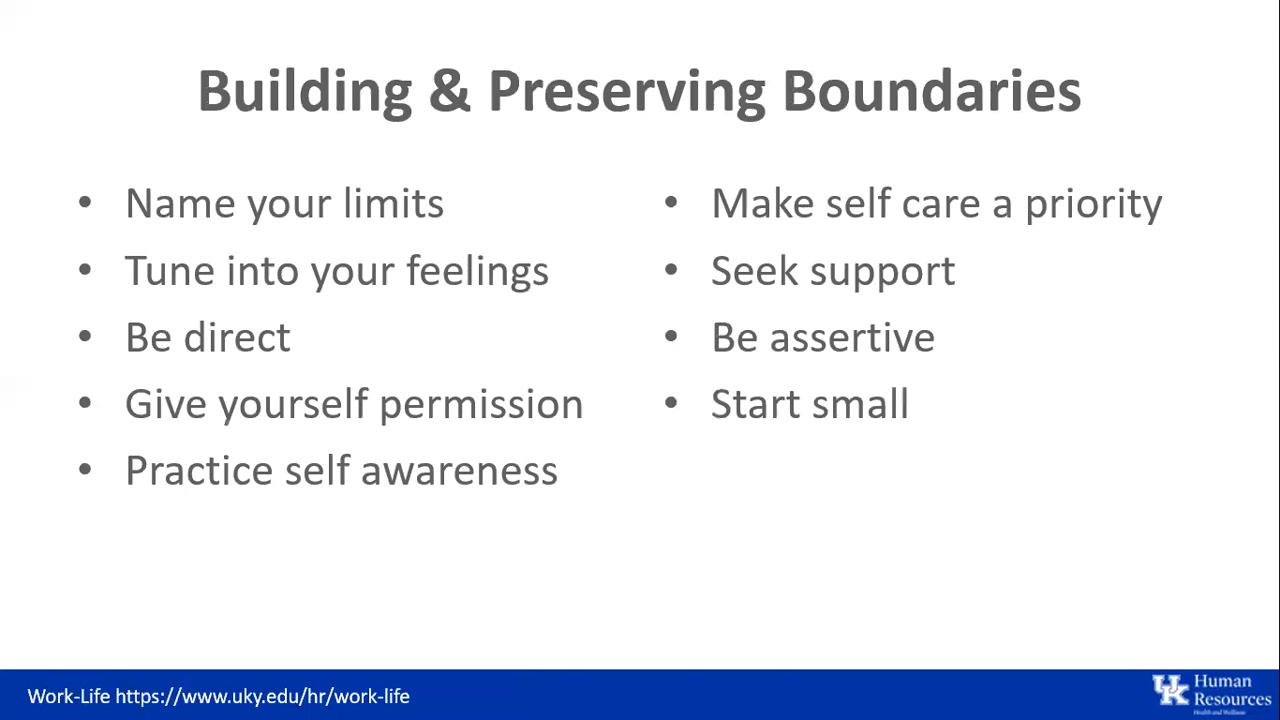 Building & Preserving Boundaries
• Name your limits
• Tune into your feelings
• Be direct
• Give yourself permission
• Practice self awareness
• Make self care a priority
• Seek support
• Be assertive
• Start small
Work-Life https://www.uky.edu/hr/work-life
UK
Human
Resources
Health and Wellness